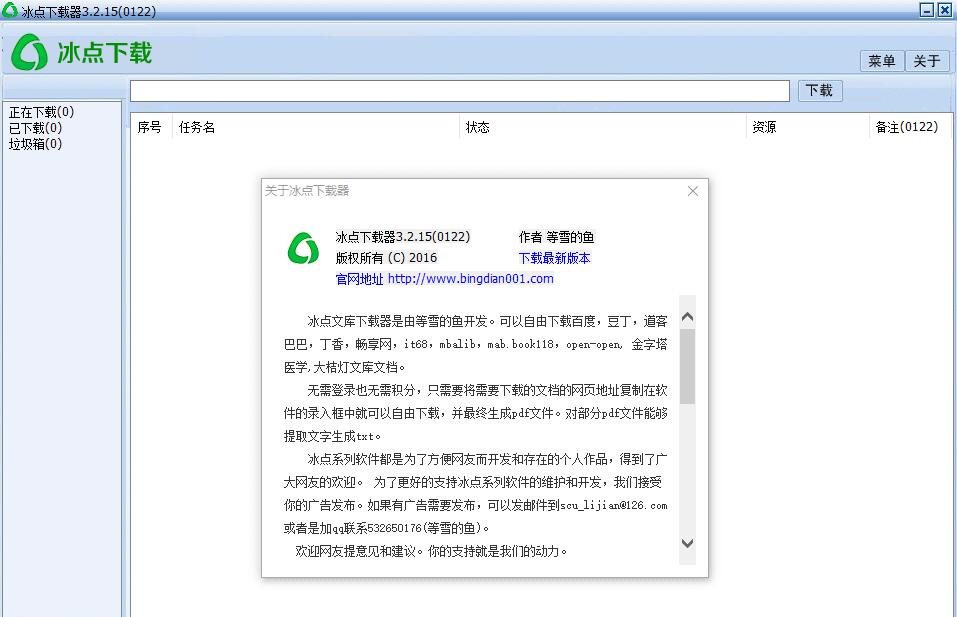 冰点下载器3.2.15(0122)
冰点下载
菜单 关于
下载
正在下载(0)
已下载(0)
垃圾箱(0)
序号 任务名 状态 资源 备注(0122)
关于冰点下载器
冰点下载器3.2.15(0122) 作者 等雪的鱼
版权所有 (C) 2016 下载最新版本
官网地址 http://www.bingdian001.com
冰点文库下载器是由等雪的鱼开发。可以自由下载百度，豆丁，道客
巴巴，丁香，畅享网，it68，mbalib，mab.book118，open-open, 金字塔
医学,大桔灯文库文档。
无需登录也无需积分，只需要将需要下载的文档的网页地址复制在软
件的录入框中就可以自由下载，并最终生成pdf文件。对部分pdf文件能够
提取文字生成txt。
冰点系列软件都是为了方便网友而开发和存在的个人作品，得到了广
大网友的欢迎。 为了更好的支持冰点系列软件的维护和开发，我们接受
你的广告发布。如果有广告需要发布，可以发邮件到scu_lijian@126.com
或者是加qq联系532650176(等雪的鱼)。
欢迎网友提意见和建议。你的支持就是我们的动力。